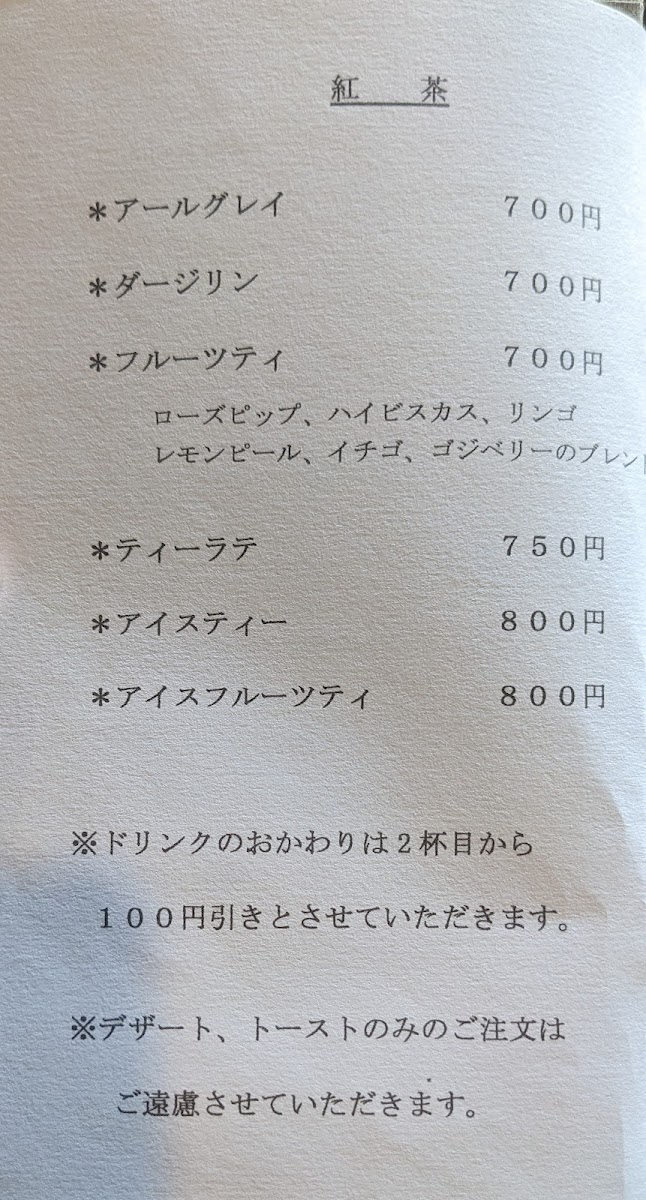 紅　　茶
＊アールグレイ　　　７００円
＊ダージリン　　　７００円
＊フルーツティ　　　７００円
ローズピップ、ハイビスカス、リンゴ
レモンピール、イチゴ、ゴジベリーのブレン
＊ティーラテ　　　７５０円
＊アイスティー　　　８００円
＊アイスフルーツティ　　　８００円
※ドリンクのおかわりは２杯目から
１００円引きとさせていただきます。
※デザート、トーストのみのご注文は
ご遠慮させていただきます。